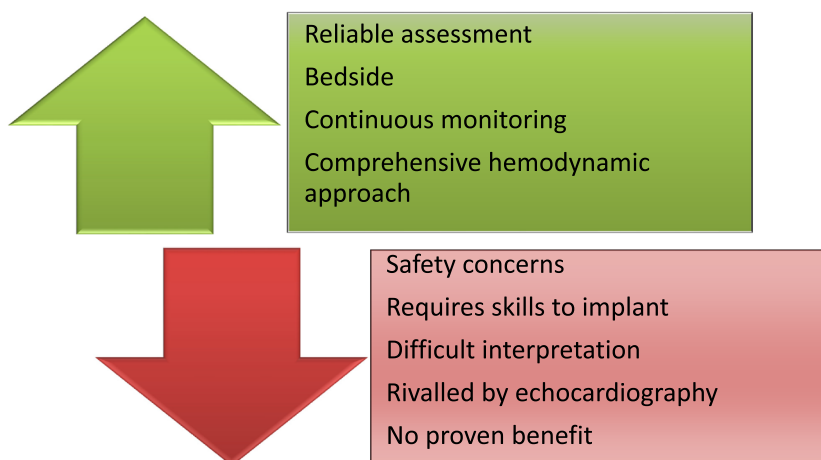 Reliable assessment
Bedside
Continuous monitoring
Comprehensive hemodynamic
approach
Safety concerns
Requires skills to implant
Difficult interpretation
Rivalled by echocardiography
No proven benefit